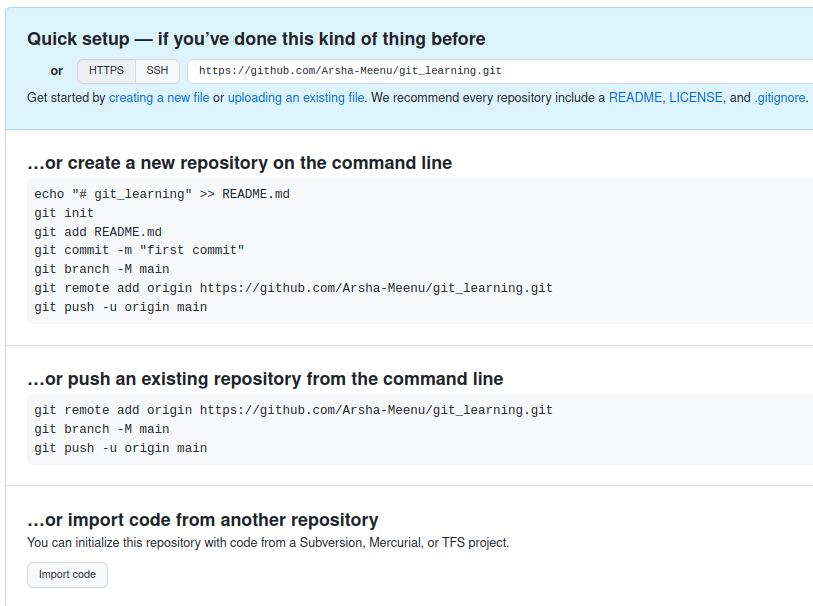 Quick setup — if you’ve done this kind of thing before
or HTTPS SSH https://github.com/Arsha-Meenu/git_learning.git
Get started by creating a new file or uploading an existing file. We recommend every repository include a README, LICENSE, and .gitignore.
…or create a new repository on the command line
echo "# git_learning" >> README.md
git init
git add README.md
git commit -m "first commit"
git branch -M main
git remote add origin https://github.com/Arsha-Meenu/git_learning.git
git push -u origin main
…or push an existing repository from the command line
git remote add origin https://github.com/Arsha-Meenu/git_learning.git
git branch -M main
git push -u origin main
…or import code from another repository
You can initialize this repository with code from a Subversion, Mercurial, or TFS project.
Import code